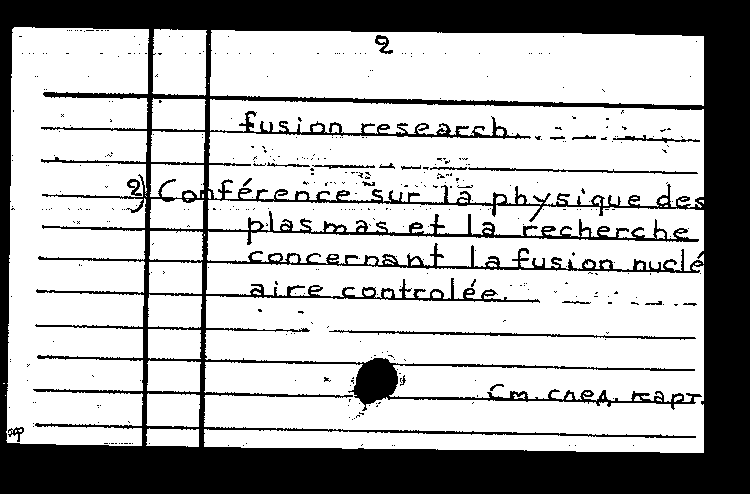 2
fusion research.
2) Conférence sur la physique des
plasmas et la recherche
concernant la fusion nuclé
aire controlée.
См. след. карт.